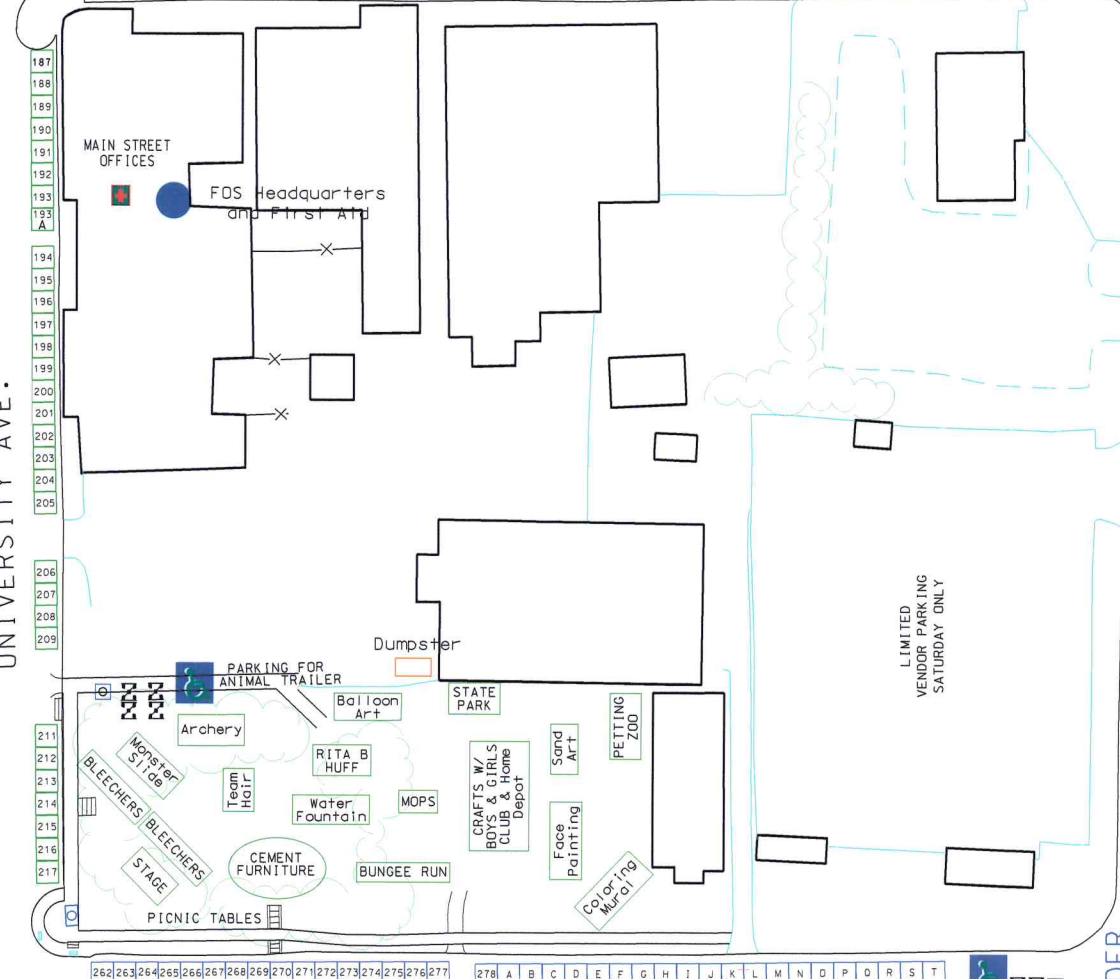 UNIVERSITY AVE.
187
188
189
190
191
192
193
193
A
194
195
196
197
198
199
200
201
202
203
204
205
206
207
208
209
211
212
213
214
215
216
217
MAIN STREET
OFFICES
FOS Headquarters
and First Aid
LIMITED
VENDOR PARKING
SATURDAY ONLY
Dumpster
PARKING FOR
ANIMAL TRAILER
Balloon
Art
STATE
PARK
PETTING
ZOO
Archery
Monster
Slide
RITA B
HUFF
Sand
Art
Team
Hair
Water
Fountain
MOPS
CRAFTS W/
BOYS & GIRLS
CLUB & Home
Depot
BLEECHERS
BLEECHERS
Face
Painting
STAGE
CEMENT
FURNITURE
BUNGEE RUN
Coloring
Mural
PICNIC TABLES
262 263 264 265 266 267 268 269 270 271 272 273 274 275 276 277 278 A B C D E F G H I J K L M N O P Q R S T